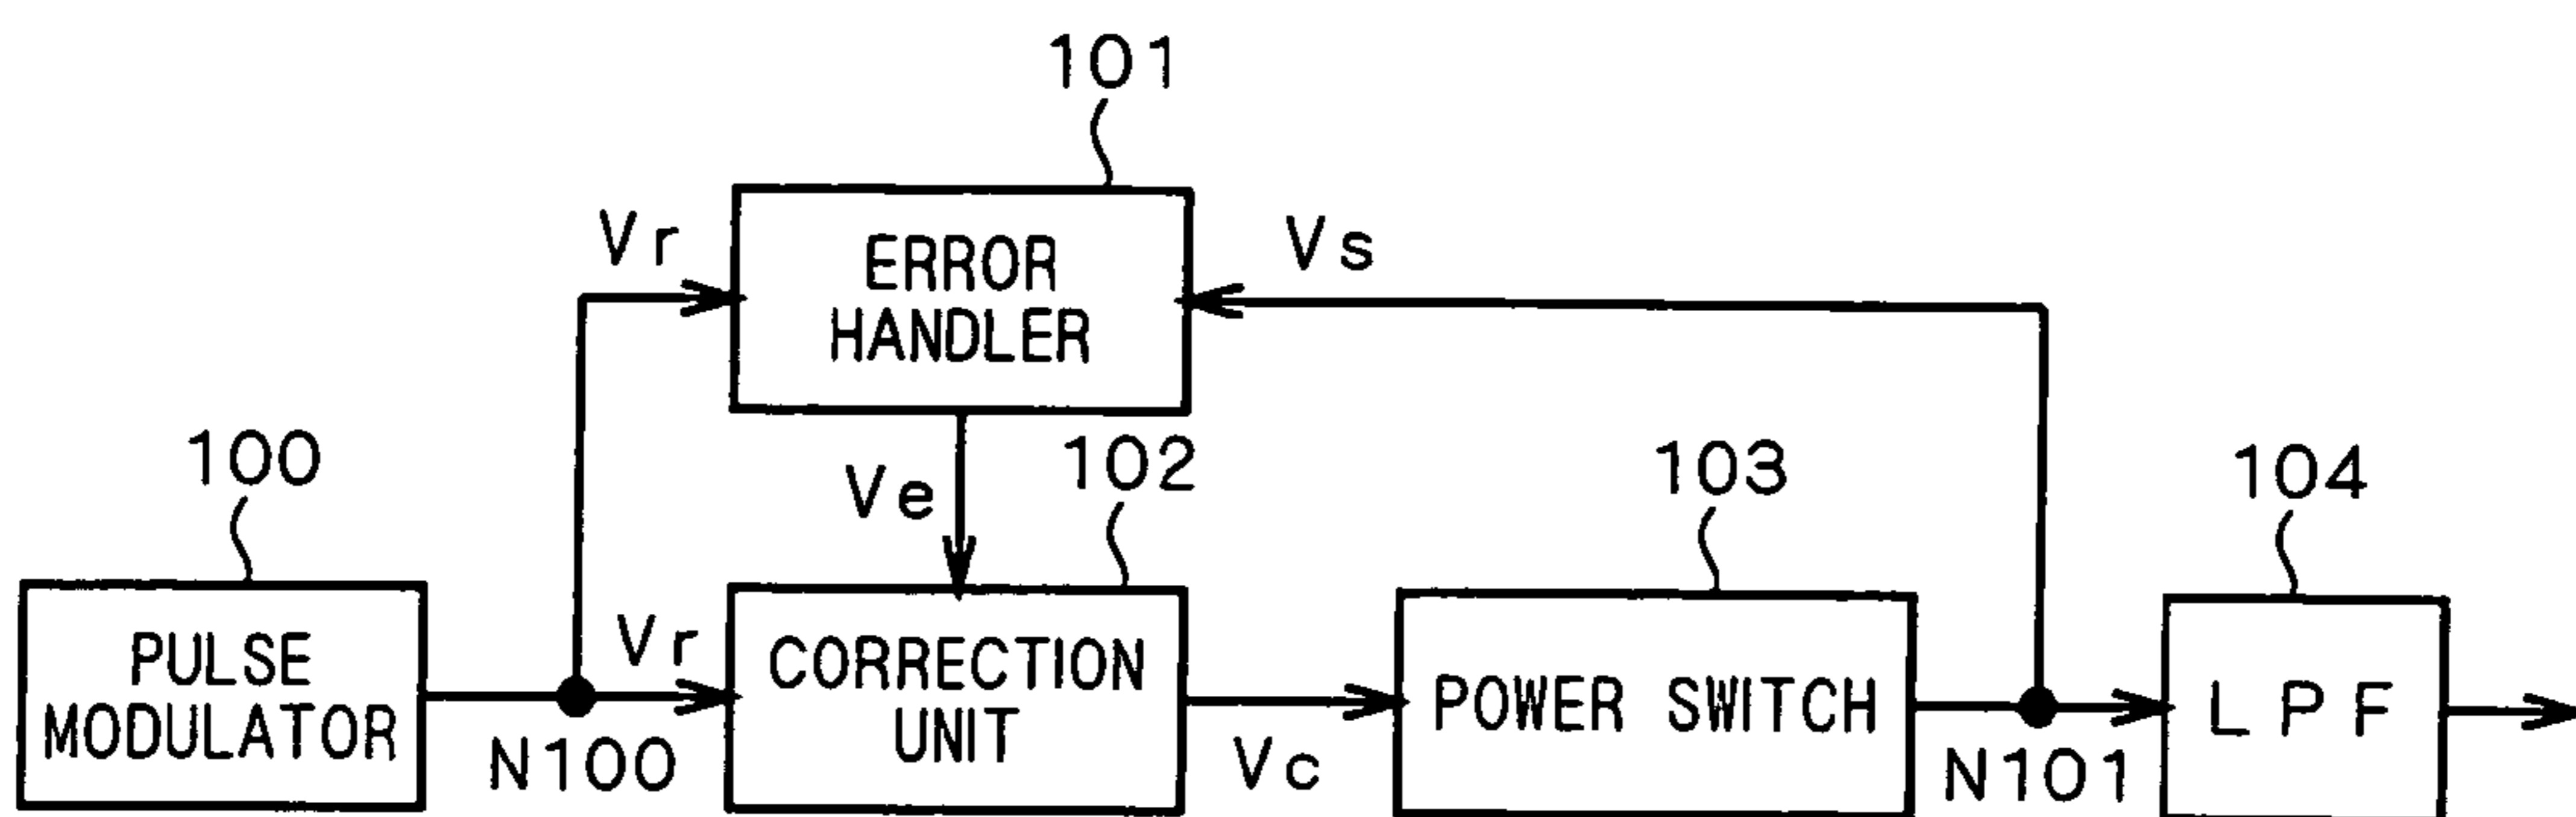 101
Vr
ERROR
HANDLER
Vs
100
Ve
102
103
104
PULSE
MODULATOR
Vr
N100
CORRECTION
UNIT
Vc
POWER SWITCH
N101
LPF